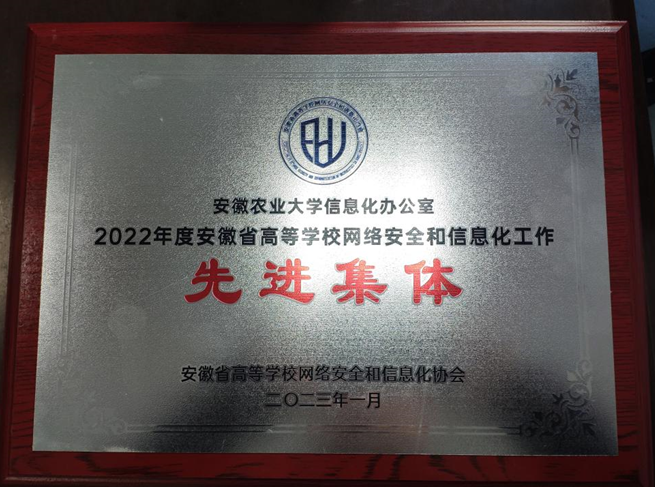 安徽农业大学信息化办公室
2022年度安徽省高等学校网络安全和信息化工作
先进集体
安徽省高等学校网络安全和信息化协会
二〇二三年一月